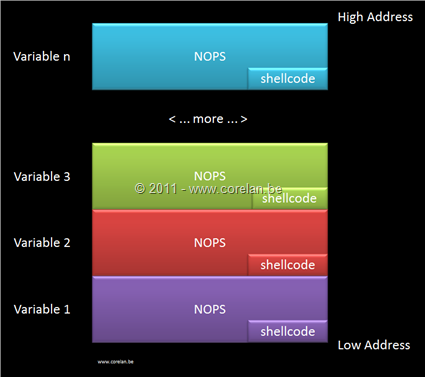 High Address
Variable n
NOPS
shellcode
< ... more ... >
Variable 3
NOPS
© 2011 - www.corelan.be
shellcode
Variable 2
NOPS
shellcode
Variable 1
NOPS
shellcode
Low Address
www.corelan.be